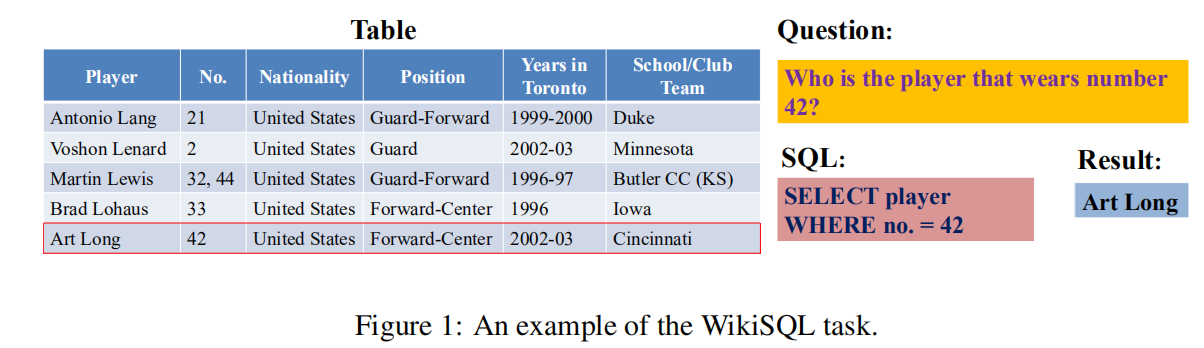 Table
Player No. Nationality Position Years in Toronto School/Club Team
Antonio Lang 21 United States Guard-Forward 1999-2000 Duke
Voshon Lenard 2 United States Guard 2002-03 Minnesota
Martin Lewis 32, 44 United States Guard-Forward 1996-97 Butler CC (KS)
Brad Lohaus 33 United States Forward-Center 1996 Iowa
Art Long 42 United States Forward-Center 2002-03 Cincinnati
Question:
Who is the player that wears number
42?
SQL:
SELECT player
WHERE no. = 42
Result:
Art Long
Figure 1: An example of the WikiSQL task.